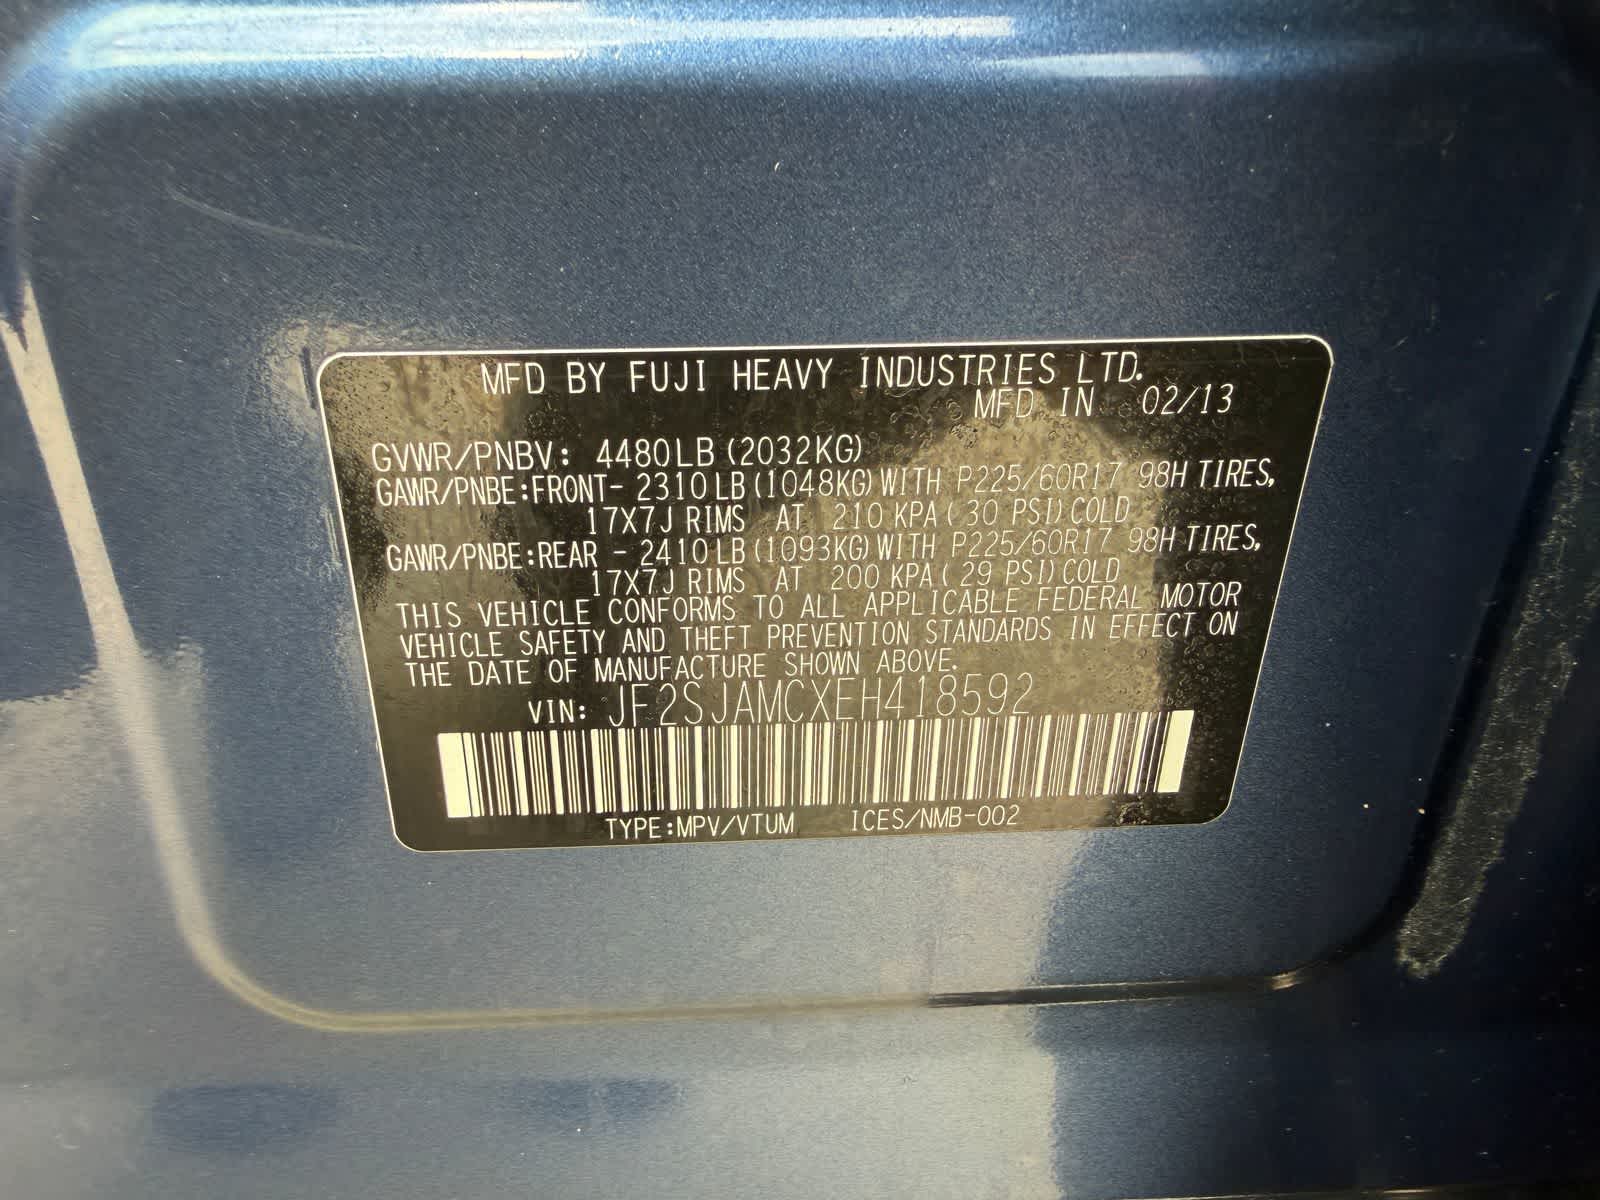 MFD BY FUJI HEAVY INDUSTRIES LTD.
MFD IN 02/13
GVWR/PNBV: 4480LB (2032KG)
GAWR/PNBE:FRONT- 2310LB (1048KG) WITH P225/60R17 98H TIRES,
17X7J RIMS AT 210 KPA ( 30 PSI) COLD
GAWR/PNBE:REAR - 2410LB (1093KG) WITH P225/60R17 98H TIRES,
17X7J RIMS AT 200 KPA ( 29 PSI) COLD
THIS VEHICLE CONFORMS TO ALL APPLICABLE FEDERAL MOTOR
VEHICLE SAFETY AND THEFT PREVENTION STANDARDS IN EFFECT ON
THE DATE OF MANUFACTURE SHOWN ABOVE.
VIN: JF2SJAMCXEH418592
TYPE:MPV/VTUM ICES/NMB-002